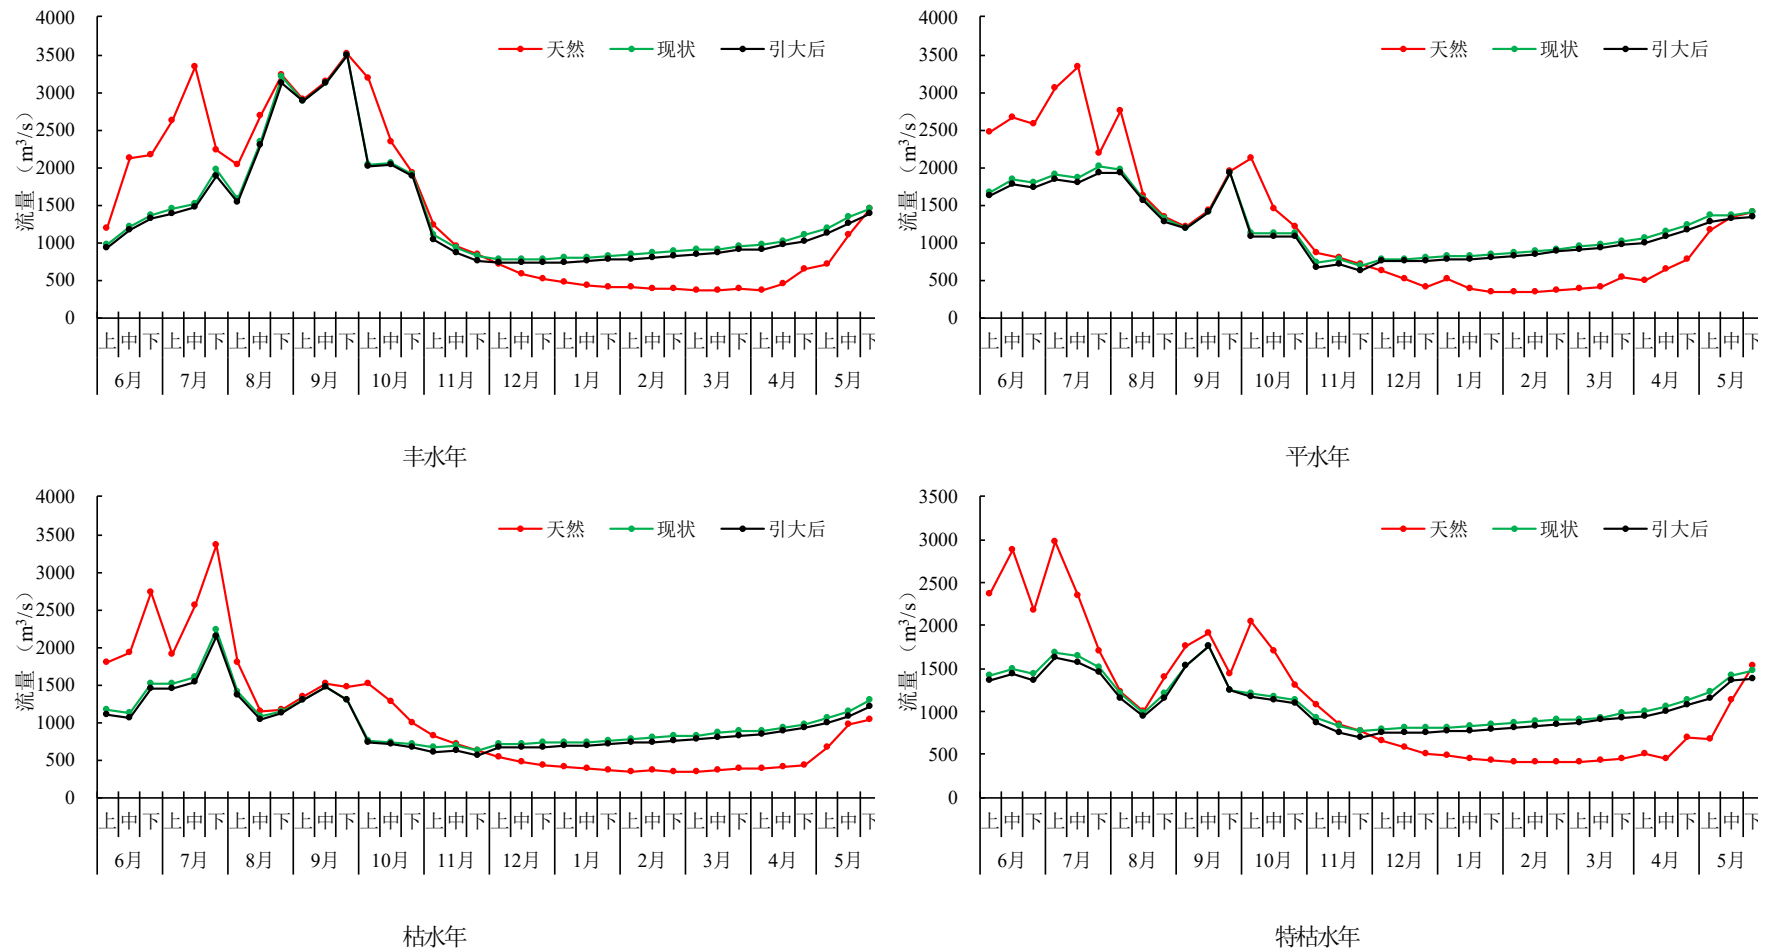 天然 现状 引大后
流量（m³/s）
4000
3500
3000
2500
2000
1500
1000
500
0
上 中 下 上 中 下 上 中 下 上 中 下 上 中 下 上 中 下 上 中 下 上 中 下 上 中 下 上 中 下 上 中 下 上 中 下
6月 7月 8月 9月 10月 11月 12月 1月 2月 3月 4月 5月
丰水年
天然 现状 引大后
流量（m³/s）
4000
3500
3000
2500
2000
1500
1000
500
0
上 中 下 上 中 下 上 中 下 上 中 下 上 中 下 上 中 下 上 中 下 上 中 下 上 中 下 上 中 下 上 中 下 上 中 下
6月 7月 8月 9月 10月 11月 12月 1月 2月 3月 4月 5月
平水年
天然 现状 引大后
流量（m³/s）
4000
3500
3000
2500
2000
1500
1000
500
0
上 中 下 上 中 下 上 中 下 上 中 下 上 中 下 上 中 下 上 中 下 上 中 下 上 中 下 上 中 下 上 中 下 上 中 下
6月 7月 8月 9月 10月 11月 12月 1月 2月 3月 4月 5月
枯水年
天然 现状 引大后
流量（m³/s）
3500
3000
2500
2000
1500
1000
500
0
上 中 下 上 中 下 上 中 下 上 中 下 上 中 下 上 中 下 上 中 下 上 中 下 上 中 下 上 中 下 上 中 下 上 中 下
6月 7月 8月 9月 10月 11月 12月 1月 2月 3月 4月 5月
特枯水年